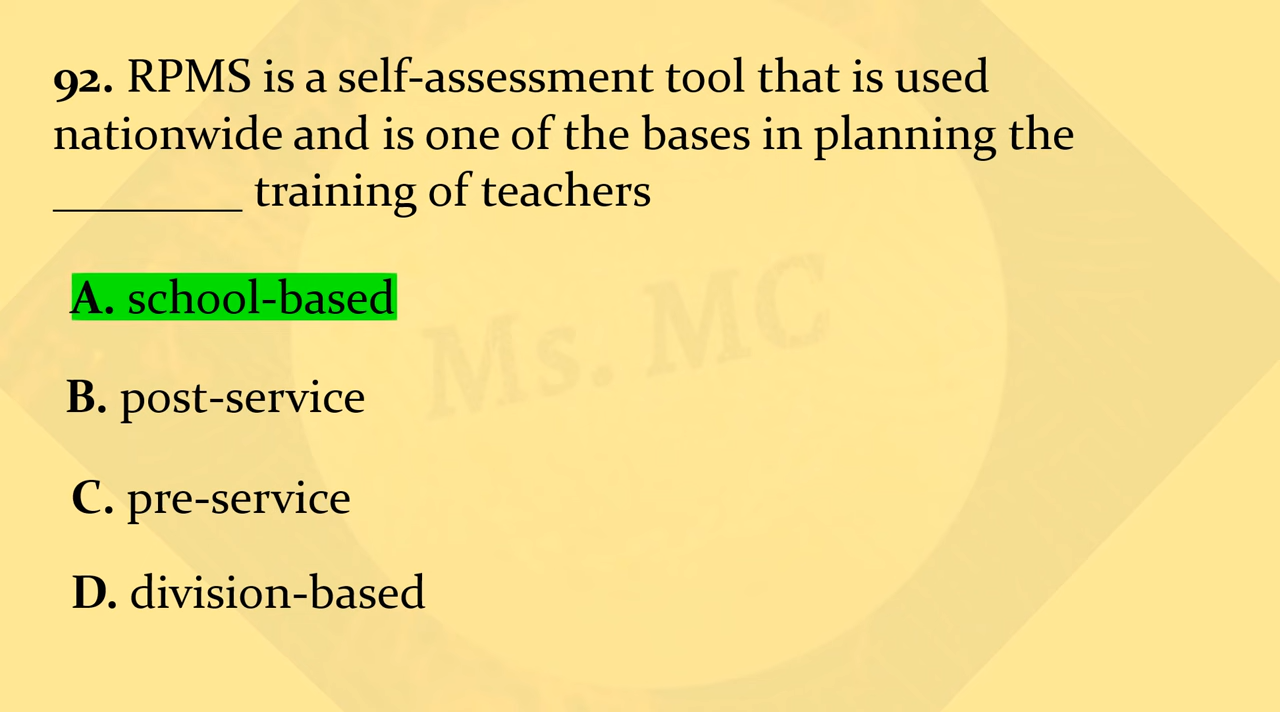 92. RPMS is a self-assessment tool that is used
nationwide and is one of the bases in planning the
________ training of teachers
A. school-based
Ms. MC
B. post-service
C. pre-service
D. division-based